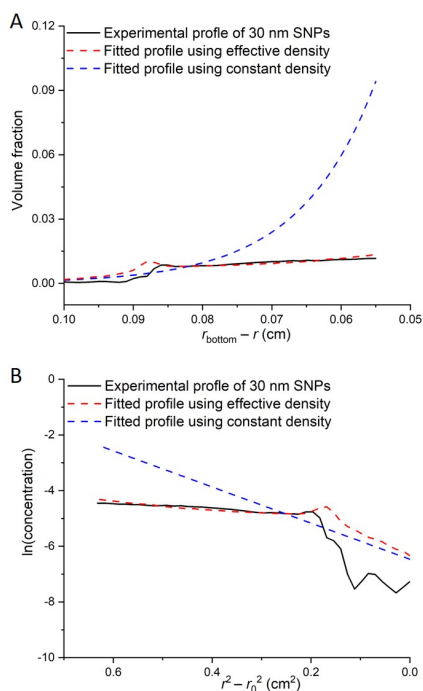 A
Experimental profle of 30 nm SNPs
Fitted profile using effective density
Fitted profile using constant density
0.12
0.09
0.06
0.03
0.00
Volume fraction
0.10 0.09 0.08 0.07 0.06 0.05
r bottom – r (cm)
B
Experimental profle of 30 nm SNPs
Fitted profile using effective density
Fitted profile using constant density
0
-2
-4
-6
-8
-10
ln(concentration)
0.6 0.4 0.2 0.0
r² – r₀² (cm²)